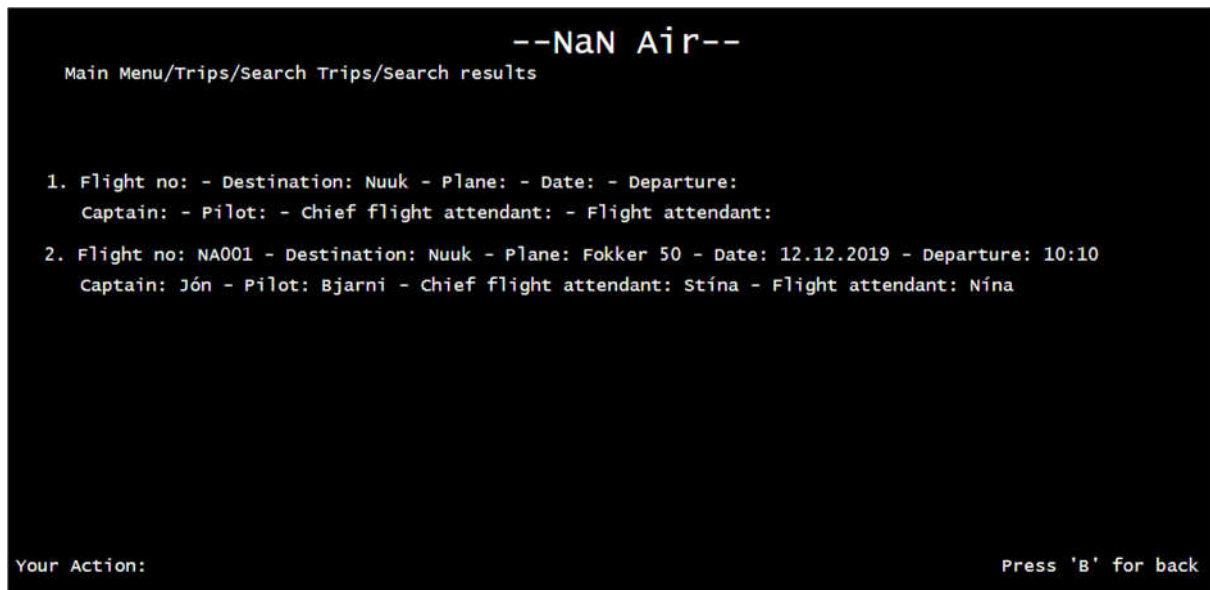 --NaN Air--
Main Menu/Trips/Search Trips/Search results
1. Flight no: - Destination: Nuuk - Plane: - Date: - Departure:
Captain: - Pilot: - Chief flight attendant: - Flight attendant:
2. Flight no: NA001 - Destination: Nuuk - Plane: Fokker 50 - Date: 12.12.2019 - Departure: 10:10
Captain: Jón - Pilot: Bjarni - Chief flight attendant: Stína - Flight attendant: Nína
Your Action:
Press 'B' for back